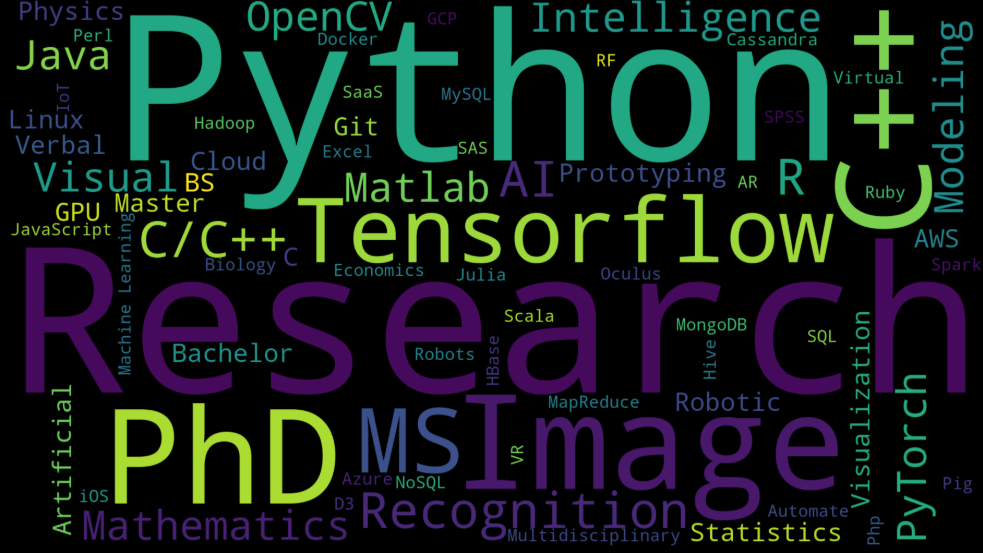 Physics
OpenCV
GCP
Intelligence
Perl
Docker
Cassandra
Java
Python
RF
C++
Virtual
Modeling
IoT
SaaS
MySQL
Linux
Hadoop
Git
SPSS
Verbal
Cloud
Excel
SAS
Visual
BS
Matlab
AI
Prototyping
AR
R
Ruby
GPU
Master
JavaScript
C/C++
Tensorflow
AWS
Machine Learning
Biology
C
Economics
Julia
Oculus
Spark
Research
Scala
MongoDB
SQL
Bachelor
Robots
HBase
Hive
Visualization
Artificial
PhD
MS
Image
MapReduce
Robotic
PyTorch
VR
Azure
NoSQL
Pig
iOS
D3
Recognition
Automate
Mathematics
Multidisciplinary
Statistics
Php